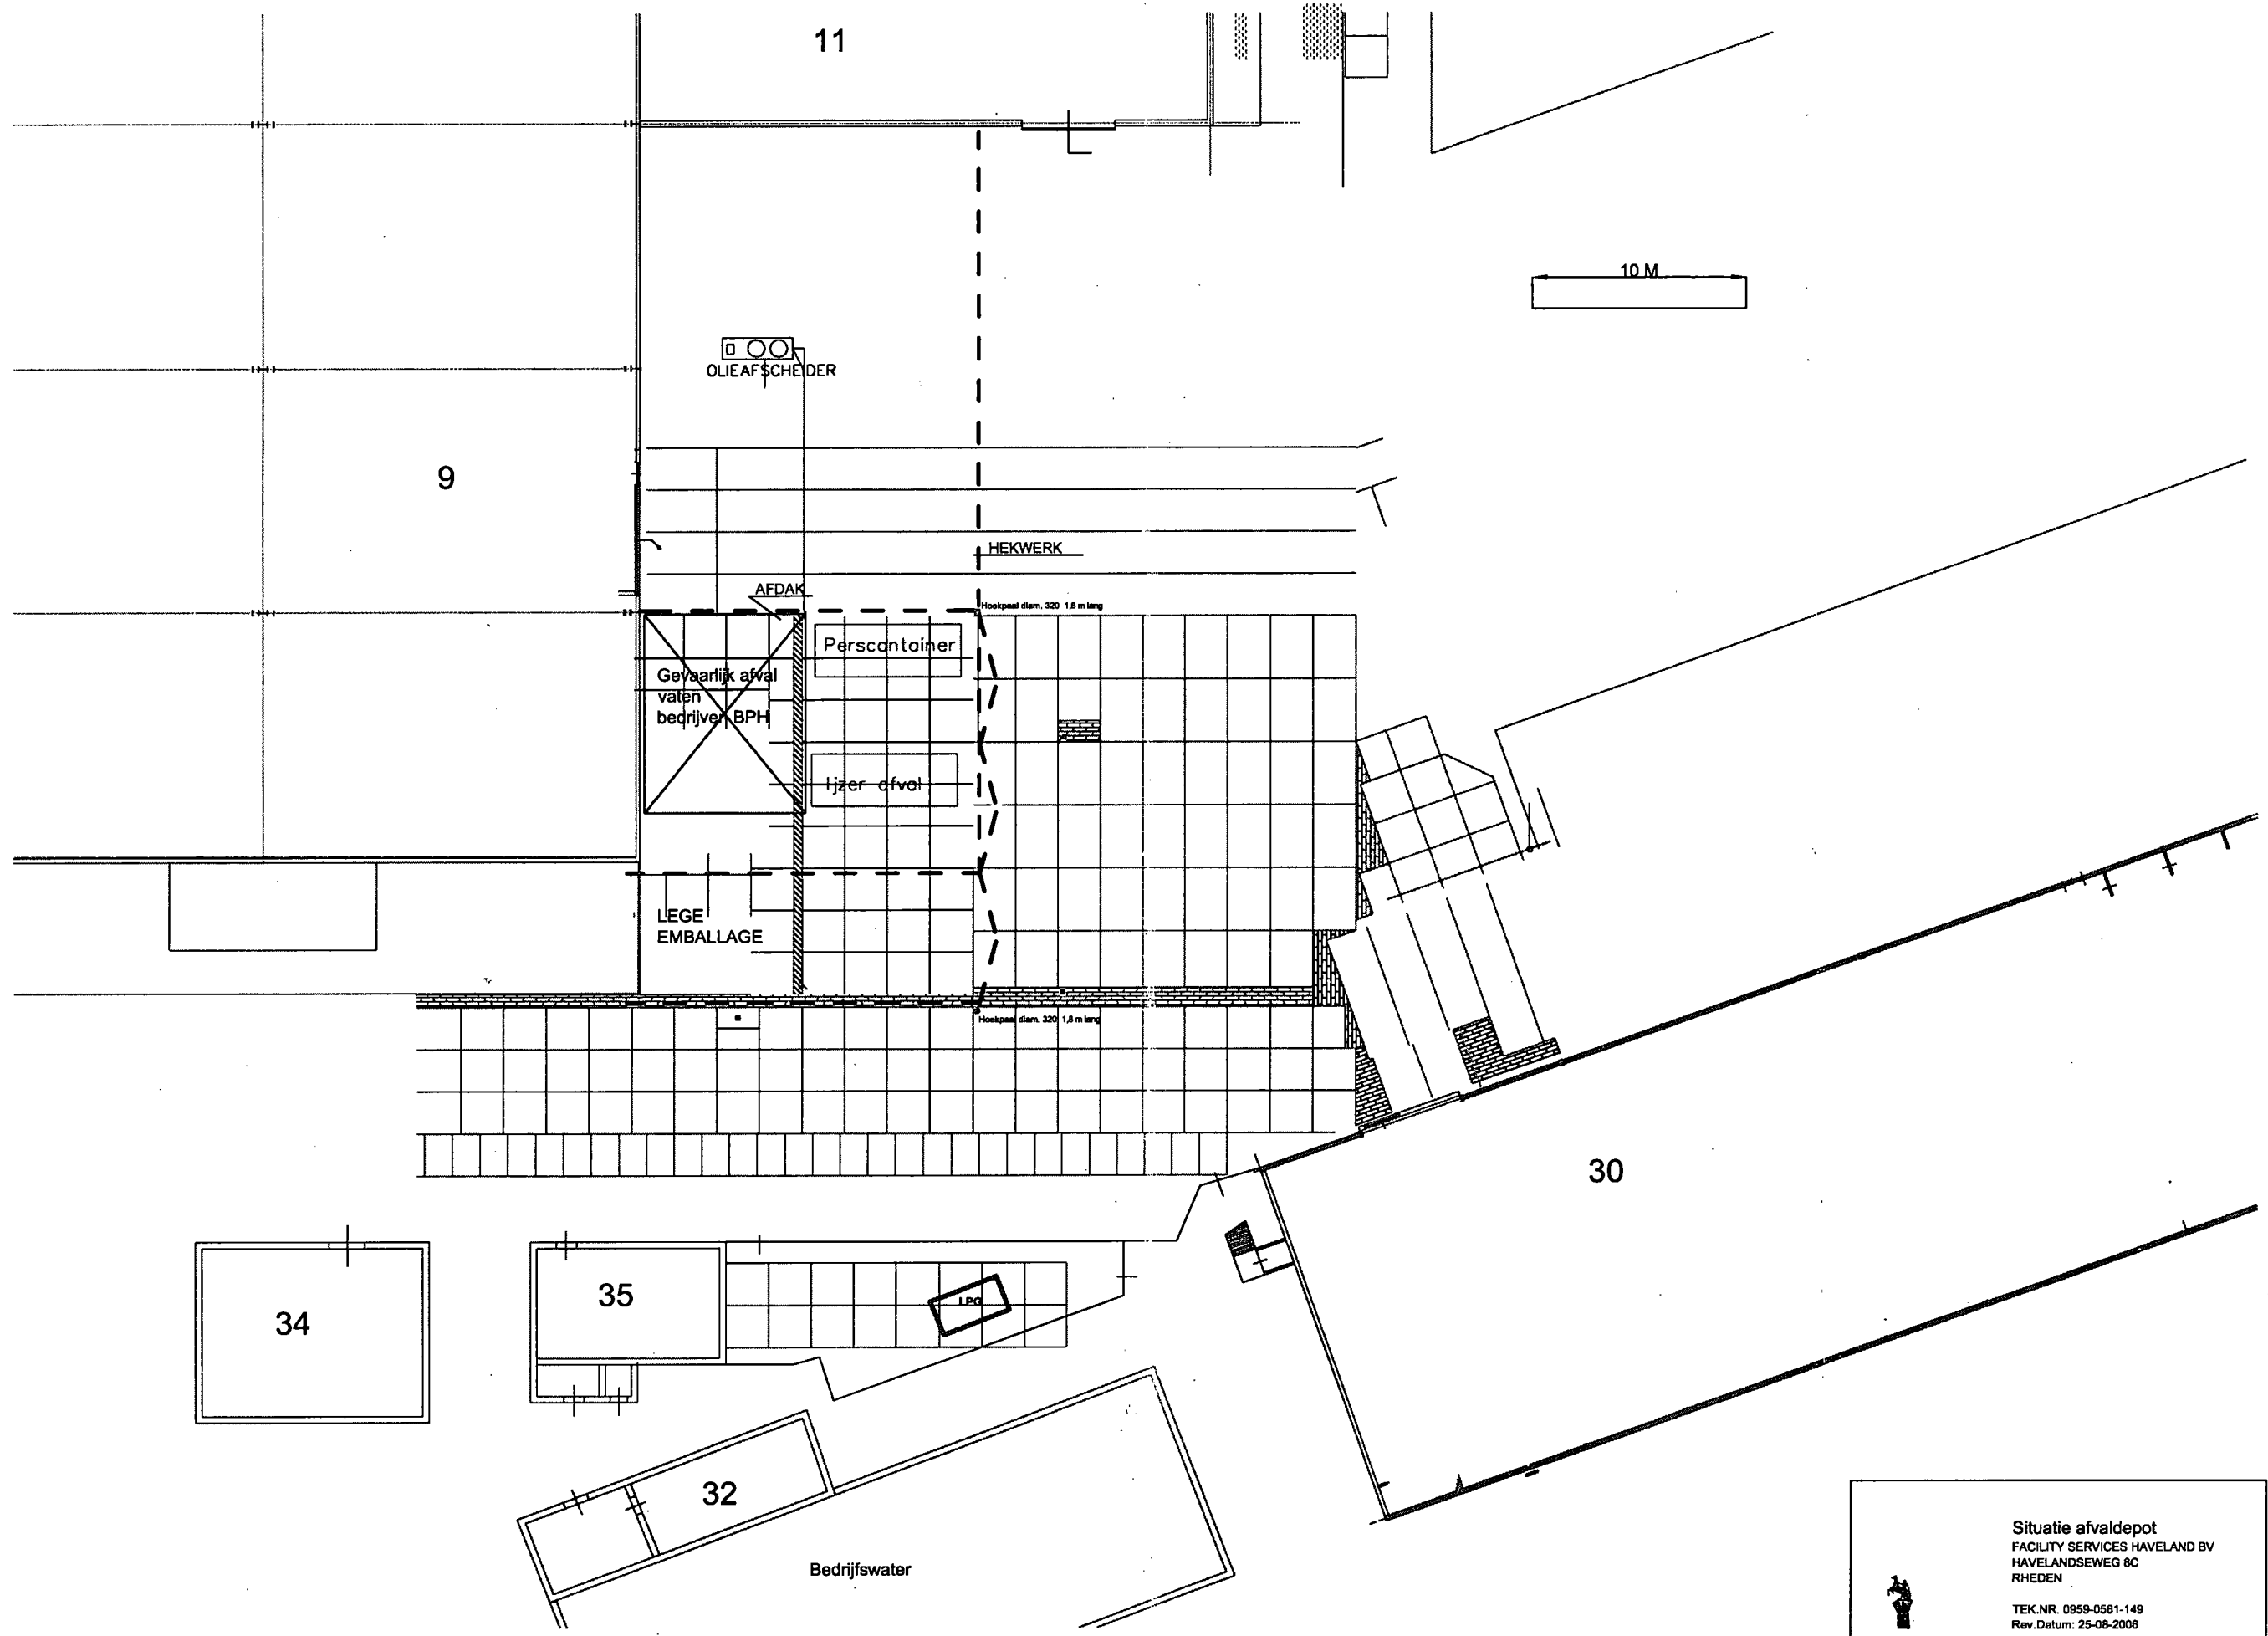 11
10 M
OLIEAFSCHEIDER
9
HEKWERK
AFDAK
Hoekpaal diam. 320 1,8 m lang
Perscontainer
Gevaarlijk afval
vaten
bedrijven BPH
Ijzer afval
LEGE
EMBALLAGE
Hoekpaal diam. 320 1,8 m lang
30
35
LPG
34
32
Bedrijfswater
Situatie afvaldepot
FACILITY SERVICES HAVELAND BV
HAVELANDSEWEG 8C
RHEDEN
TEK.NR. 0959-0561-149
Rev.Datum: 25-08-2006